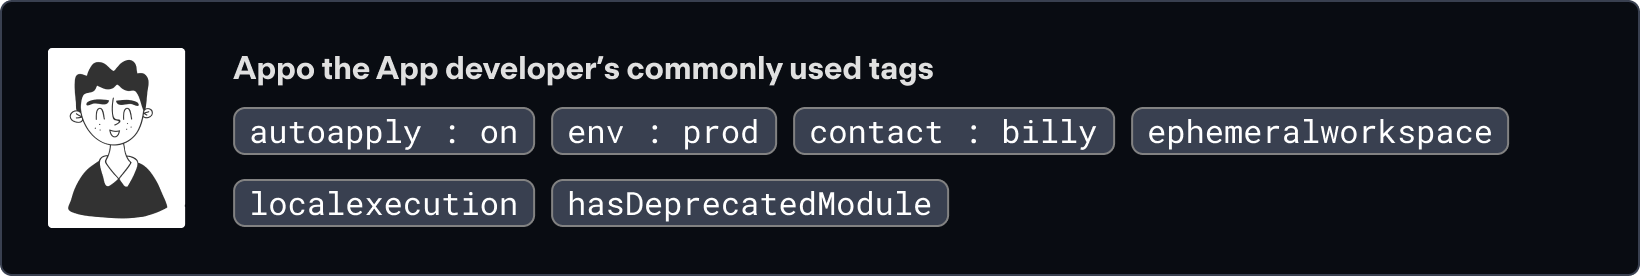 Appo the App developer’s commonly used tags
autoapply : on env : prod contact : billy ephemeralworkspace
localexecution hasDeprecatedModule